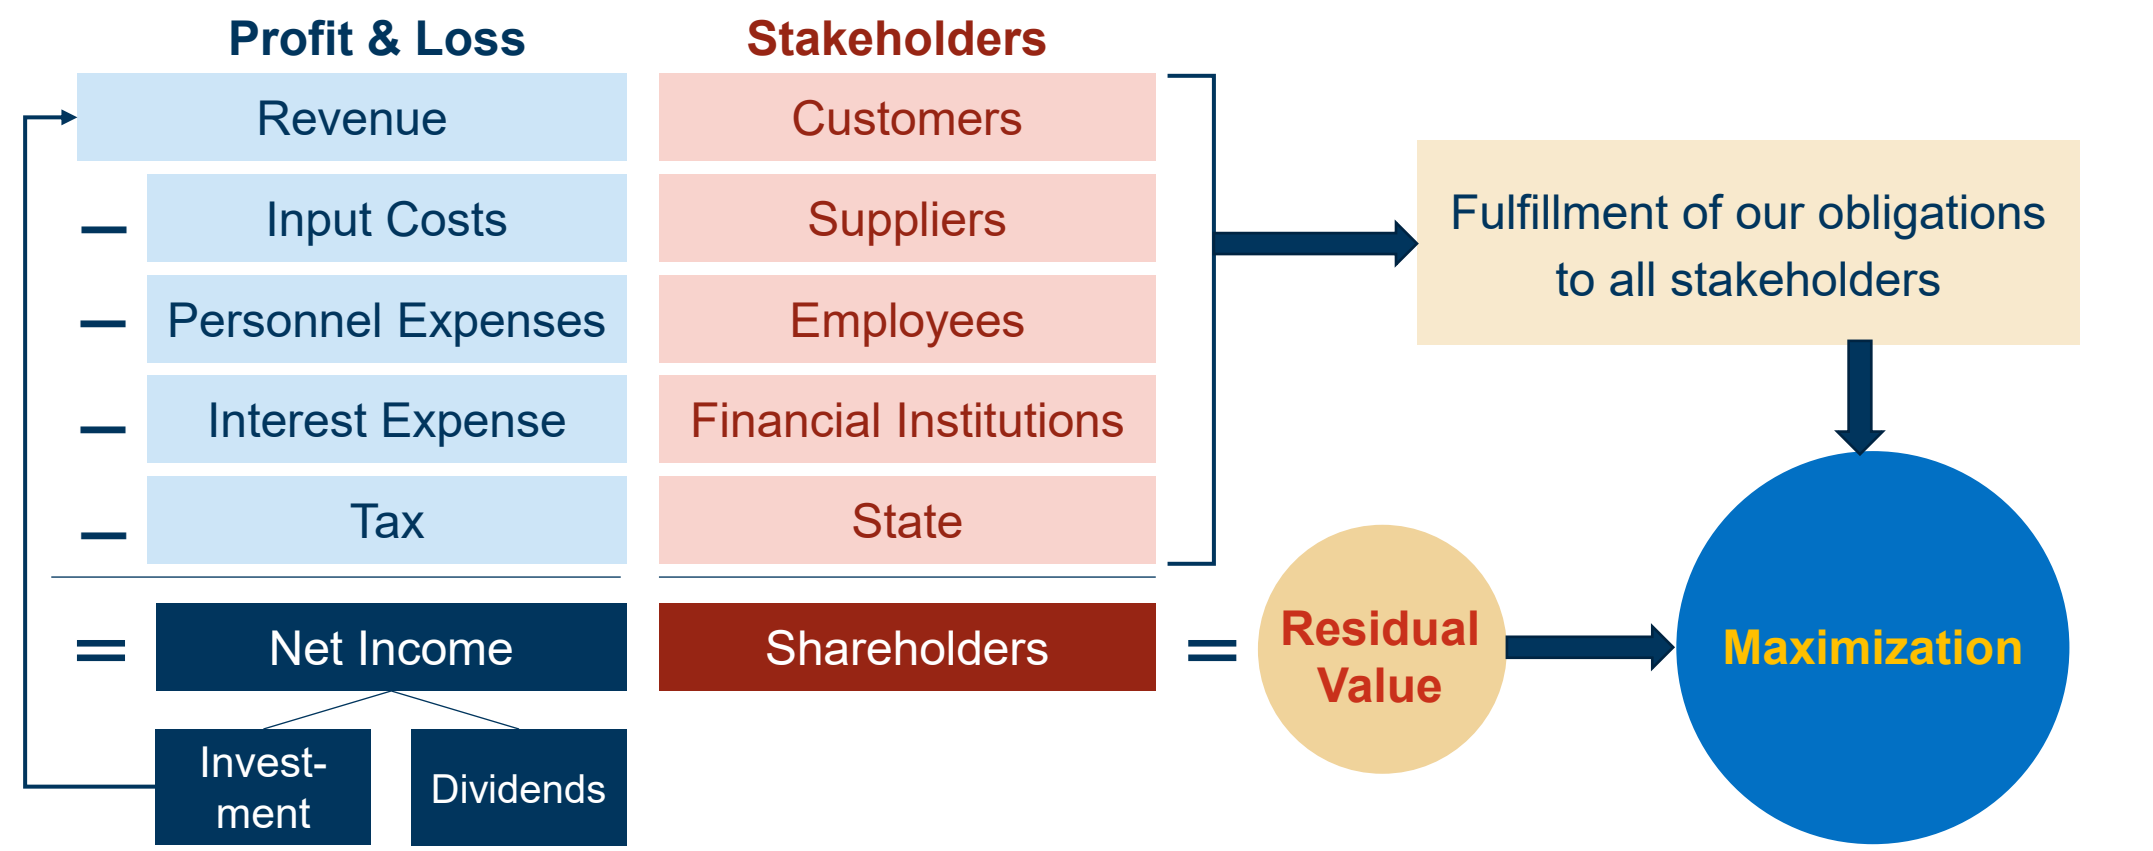 Profit & Loss
Stakeholders
Revenue
Customers
– Input Costs
Suppliers
– Personnel Expenses
Employees
– Interest Expense
Financial Institutions
– Tax
State
Fulfillment of our obligations
to all stakeholders
= Net Income
Shareholders
=
Residual
Value
Maximization
Invest-
ment
Dividends